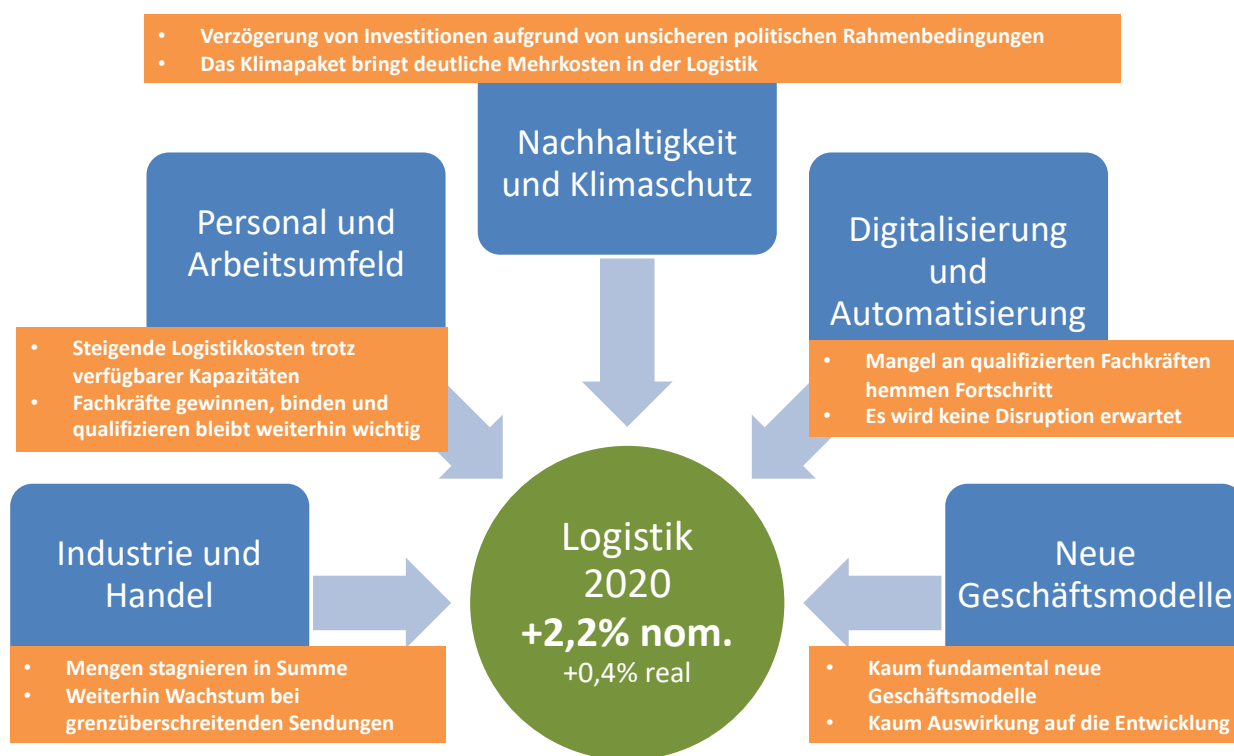 • Verzögerung von Investitionen aufgrund von unsicheren politischen Rahmenbedingungen
• Das Klimapaket bringt deutliche Mehrkosten in der Logistik
Nachhaltigkeit
und Klimaschutz
Personal und
Arbeitsumfeld
• Steigende Logistikkosten trotz
verfügbarer Kapazitäten
• Fachkräfte gewinnen, binden und
qualifizieren bleibt weiterhin wichtig
Digitalisierung
und
Automatisierung
• Mangel an qualifizierten Fachkräften
hemmen Fortschritt
• Es wird keine Disruption erwartet
Industrie und
Handel
• Mengen stagnieren in Summe
• Weiterhin Wachstum bei
grenzüberschreitenden Sendungen
Logistik
2020
+2,2% nom.
+0,4% real
Neue
Geschäftsmodelle
• Kaum fundamental neue
Geschäftsmodelle
• Kaum Auswirkung auf die Entwicklung